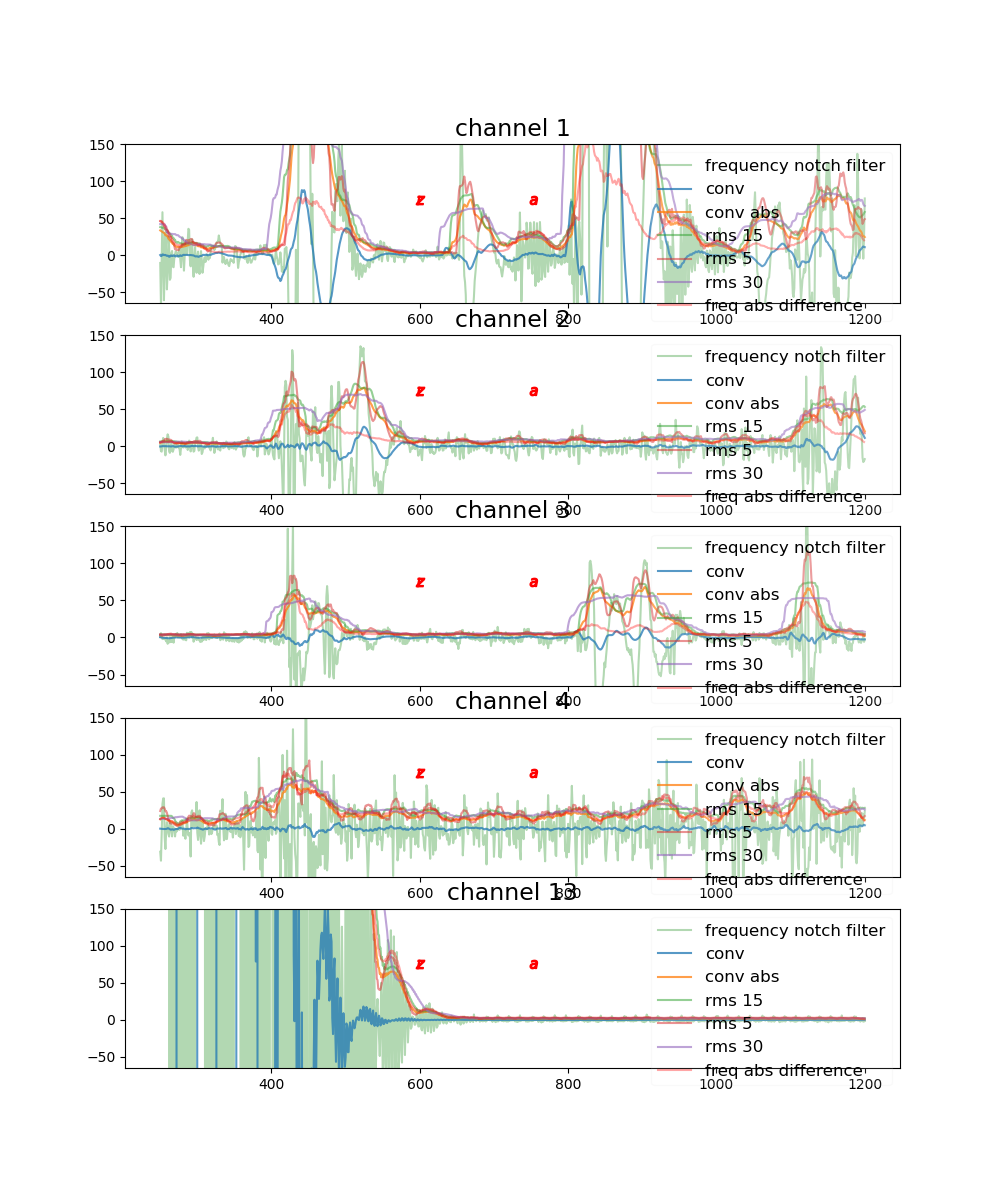 channel 1
150
100
50
0
−50
z
a
frequency notch filter
conv
conv abs
rms 15
rms 5
rms 30
freq abs difference
400
600
800
1000
1200
channel 2
150
100
50
0
−50
z
a
frequency notch filter
conv
conv abs
rms 15
rms 5
rms 30
freq abs difference
400
600
800
1000
1200
channel 3
150
100
50
0
−50
z
a
frequency notch filter
conv
conv abs
rms 15
rms 5
rms 30
freq abs difference
400
600
800
1000
1200
channel 4
150
100
50
0
−50
z
a
frequency notch filter
conv
conv abs
rms 15
rms 5
rms 30
freq abs difference
400
600
800
1000
1200
channel 13
150
100
50
0
−50
z
a
frequency notch filter
conv
conv abs
rms 15
rms 5
rms 30
freq abs difference
400
600
800
1000
1200